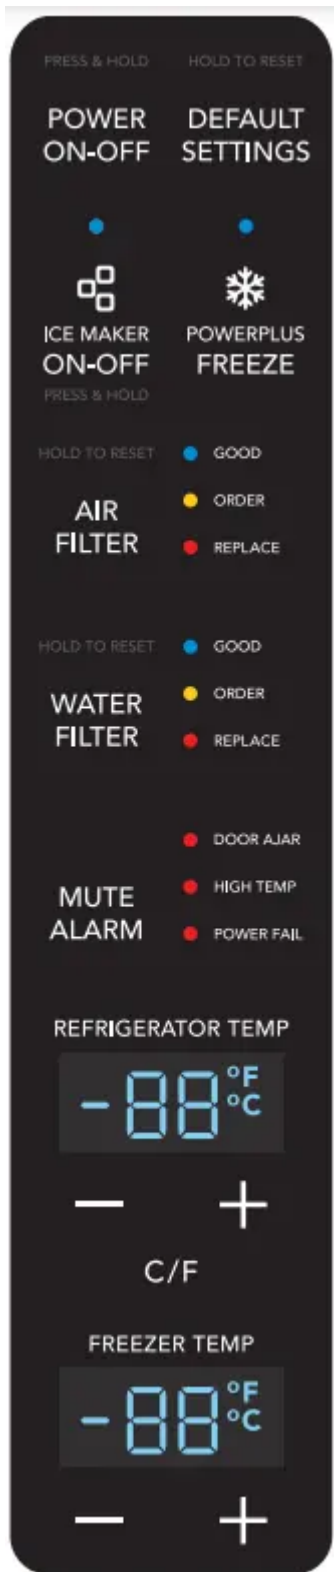 PRESS & HOLD HOLD TO RESET
POWER DEFAULT
ON-OFF SETTINGS
ICE MAKER POWERPLUS
ON-OFF FREEZE
PRESS & HOLD
HOLD TO RESET GOOD
AIR ORDER
FILTER REPLACE
HOLD TO RESET GOOD
WATER ORDER
FILTER REPLACE
DOOR AJAR
MUTE HIGH TEMP
ALARM POWER FAIL
REFRIGERATOR TEMP
-88 °F
°C
− +
C/F
FREEZER TEMP
-88 °F
°C
− +